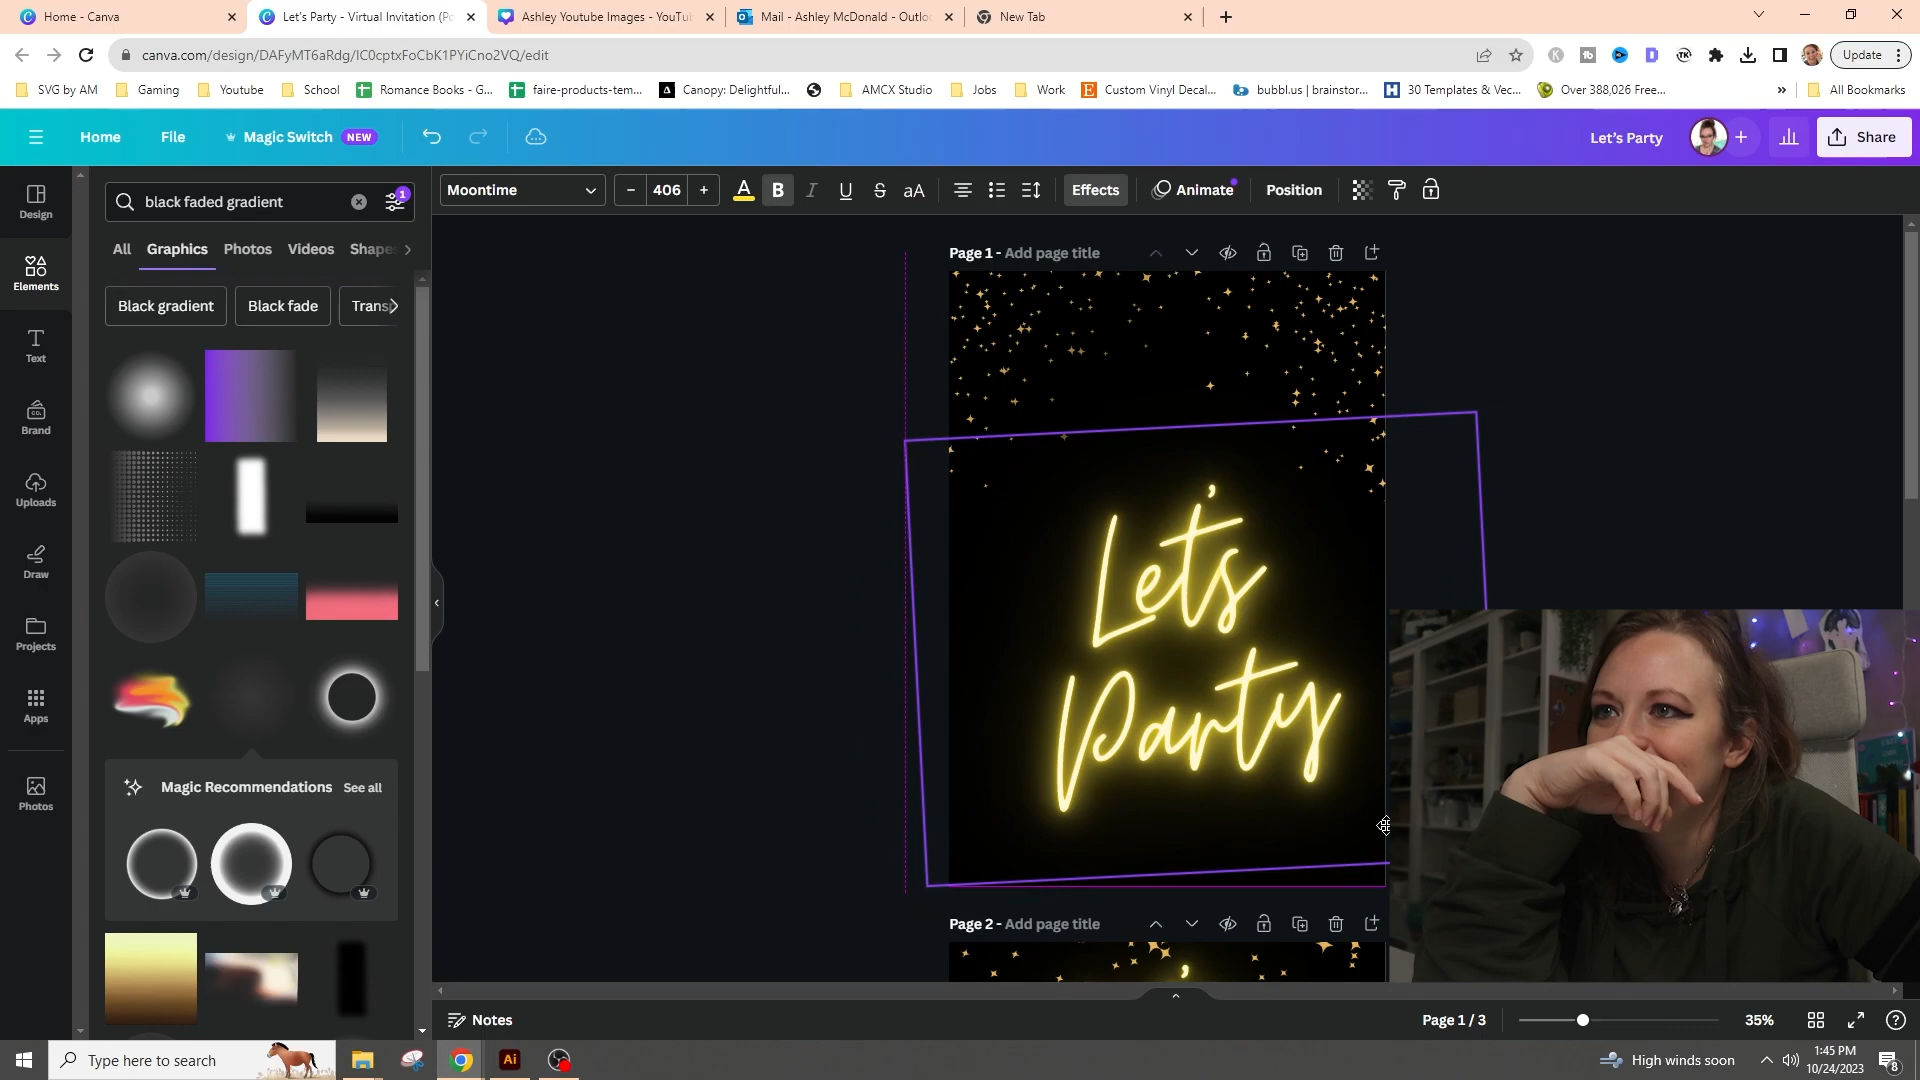 Home - Canva
Let's Party - Virtual Invitation (Po
Ashley Youtube Images - YouTu
Mail - Ashley McDonald - Outlo
New Tab
canva.com/design/DAFyMT6aRdg/IC0cptxFoCbK1PYiCno2VQ/edit
Update
SVG by AM
Gaming
Youtube
School
Romance Books - G...
faire-products-tem...
Canopy: Delightful...
AMCX Studio
Jobs
Work
Custom Vinyl Decal...
bubbl.us | brainstor...
30 Templates & Vec...
Over 388,026 Free...
All Bookmarks
Home
File
Magic Switch NEW
Let's Party
Share
Moontime
– 406 +
A
B
I
U
S
aA
Effects
Animate
Position
Design
Elements
Text
Brand
Uploads
Draw
Projects
Apps
Photos
black faded gradient
1
All
Graphics
Photos
Videos
Shapes
Black gradient
Black fade
Trans
Magic Recommendations
See all
Page 1 - Add page title
Let's
Party
Page 2 - Add page title
Notes
Page 1 / 3
35%
Type here to search
Ai
High winds soon
1:45 PM
10/24/2023
8